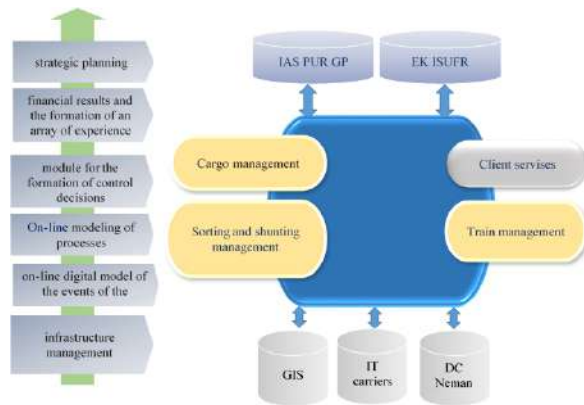 strategic planning
financial results and
the formation of an
array of experience
module for the
formation of control
decisions
On-line modeling of
processes
on-line digital model of
the events of the
infrastructure
management
IAS PUR GP
EK ISUFR
Cargo management
Client servises
Sorting and shunting
management
Train management
GIS
IT
carriers
DC
Neman